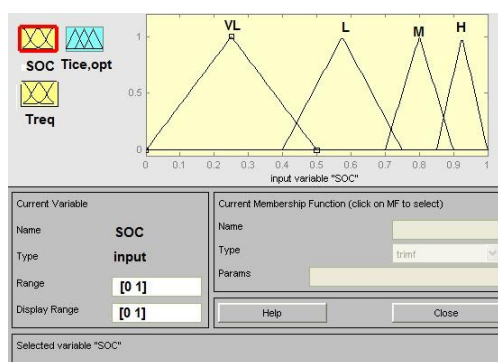 SOC Tice,opt
Treq
VL L M H
1
0.5
0
0 0.1 0.2 0.3 0.4 0.5 0.6 0.7 0.8 0.9 1
input variable "SOC"
Current Variable
Name SOC
Type input
Range [0 1]
Display Range [0 1]
Current Membership Function (click on MF to select)
Name
Type trimf
Params
Help Close
Selected variable "SOC"